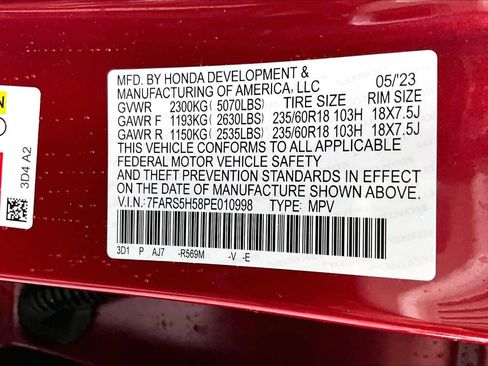 MFD. BY HONDA DEVELOPMENT &
MANUFACTURING OF AMERICA, LLC 05/'23
GVWR 2300KG ( 5070LBS) TIRE SIZE RIM SIZE
GAWR F 1193KG ( 2630LBS) 235/60R18 103H 18X7.5J
GAWR R 1150KG ( 2535LBS) 235/60R18 103H 18X7.5J
THIS VEHICLE CONFORMS TO ALL APPLICABLE
FEDERAL MOTOR VEHICLE SAFETY
AND THEFT PREVENTION STANDARDS IN EFFECT
ON THE DATE OF MANUFACTURE SHOWN ABOVE.
V.I.N.: 7FARS5H58PE010998 TYPE: MPV
3D1 P AJ7 -R569M -V -E
3D4 A2